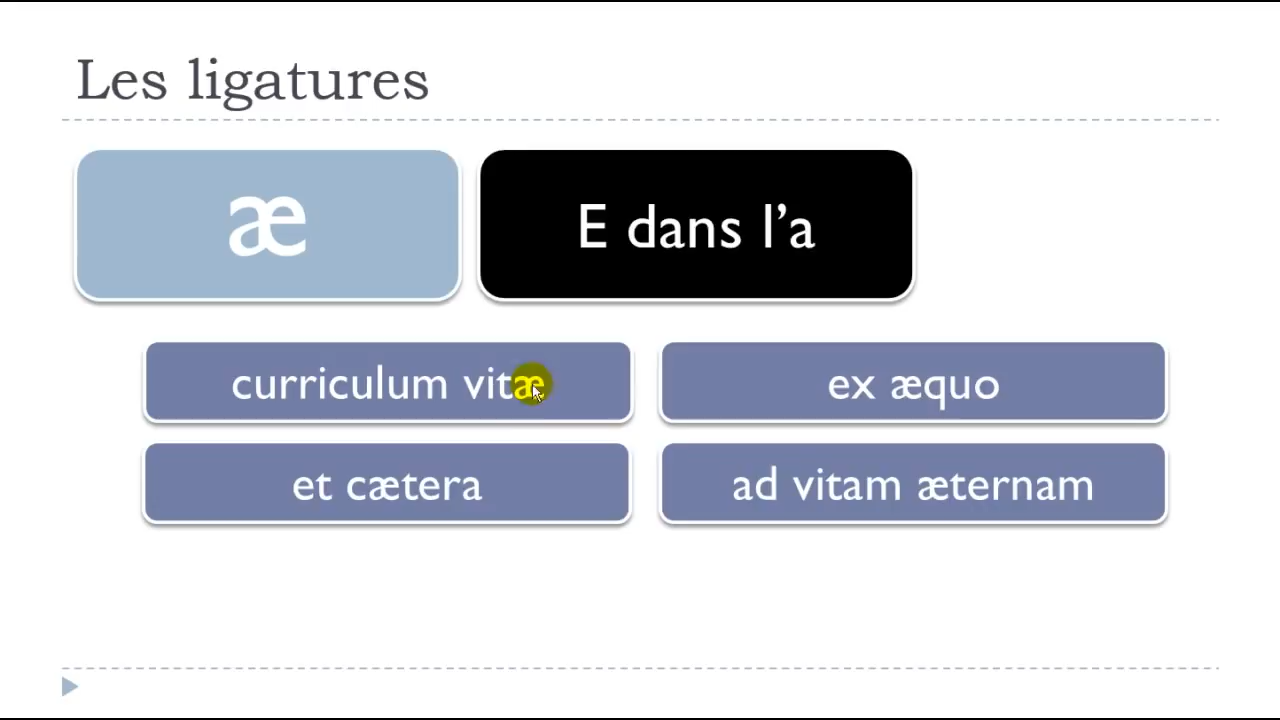 Les ligatures
æ
E dans l’a
curriculum vitæ
ex æquo
et cætera
ad vitam æternam